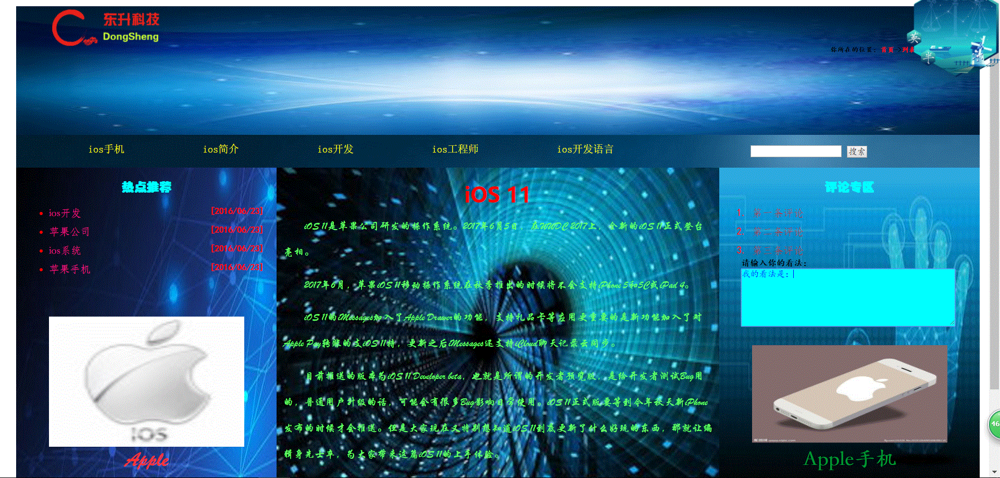 东升科技
DongSheng
你所在的位置：首页->列表
英
半
ios手机
ios简介
ios开发
ios工程师
ios开发语言
搜索
热点推荐
ios开发 [2016/06/23]
苹果公司 [2016/06/23]
ios系统 [2016/06/23]
苹果手机 [2016/06/23]
iOS
Apple
iOS 11
iOS 11是苹果公司研发的操作系统。2017年6月5日，在WWDC 2017上，全新的iOS 11正式登台
亮相。
2017年6月，苹果iOS 11移动操作系统在秋季推出的时候将不会支持iPhone 5和5C或iPad 4。
iOS 11的iMessages加入了Apple Drawer的功能，支持礼品卡等应用更重要的是新功能加入了对
Apple Pay转账的支iOS 11持，更新之后iMessages还支持iCloud聊天记录云同步。
目前推送的版本为iOS 11 Developer beta，也就是所谓的开发者预览版，是给开发者测试Bug用
的，普通用户升级的话，可能会有很多Bug影响日常使用。iOS 11正式版要等到今年秋天新iPhone
发布的时候才会推送。但是大家现在又特别想知道iOS 11到底更新了什么好玩的东西，那就让编
辑身先士卒，为大家带来这篇iOS 11的上手体验。
评论专区
1. 第一条评论
2. 第二条评论
3. 第三条评论
请输入你的看法：
我的看法是：
Apple手机
46